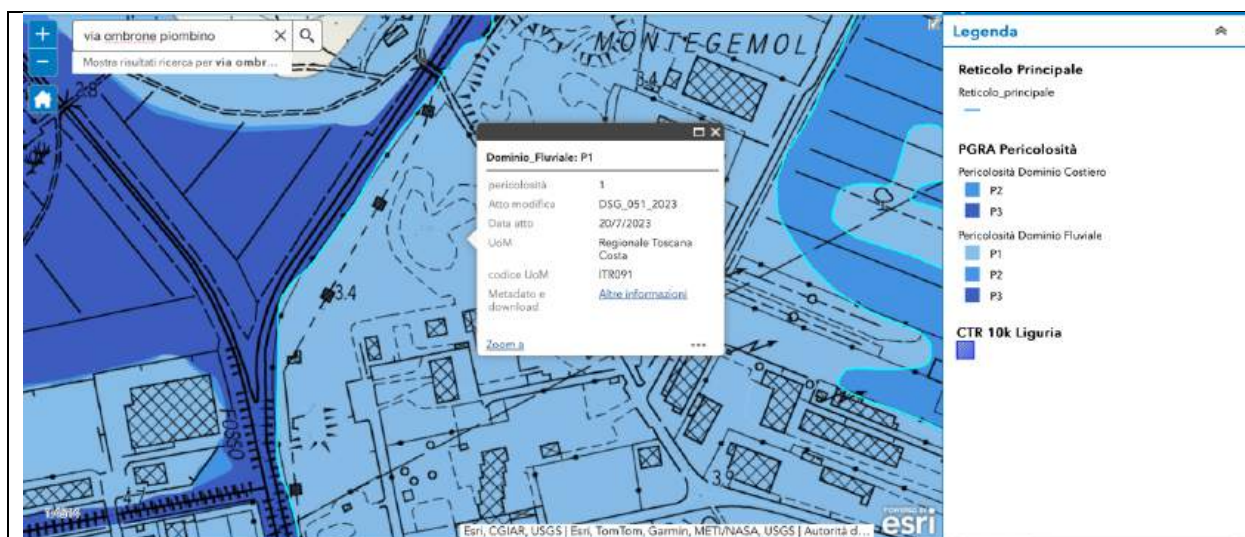 +
−
via ombrone piombino
Mostra risultati ricerca per via ombr...
2.8
MONTEGEMOL
3.4
Dominio_Fluviale: P1
pericolosità 1
Atto modifica DSG_051_2023
Data atto 20/7/2023
UoM Regionale Toscana
Costa
codice UoM ITR091
Metadato e Altre informazioni
download
Zoom a
...
3.4
FOSSO
Esri, CGIAR, USGS | Esri, TomTom, Garmin, METI/NASA, USGS | Autorità d...
POWERED BY
esri
Legenda
Reticolo Principale
Reticolo_principale
PGRA Pericolosità
Pericolosità Dominio Costiero
P2
P3
Pericolosità Dominio Fluviale
P1
P2
P3
CTR 10k Liguria